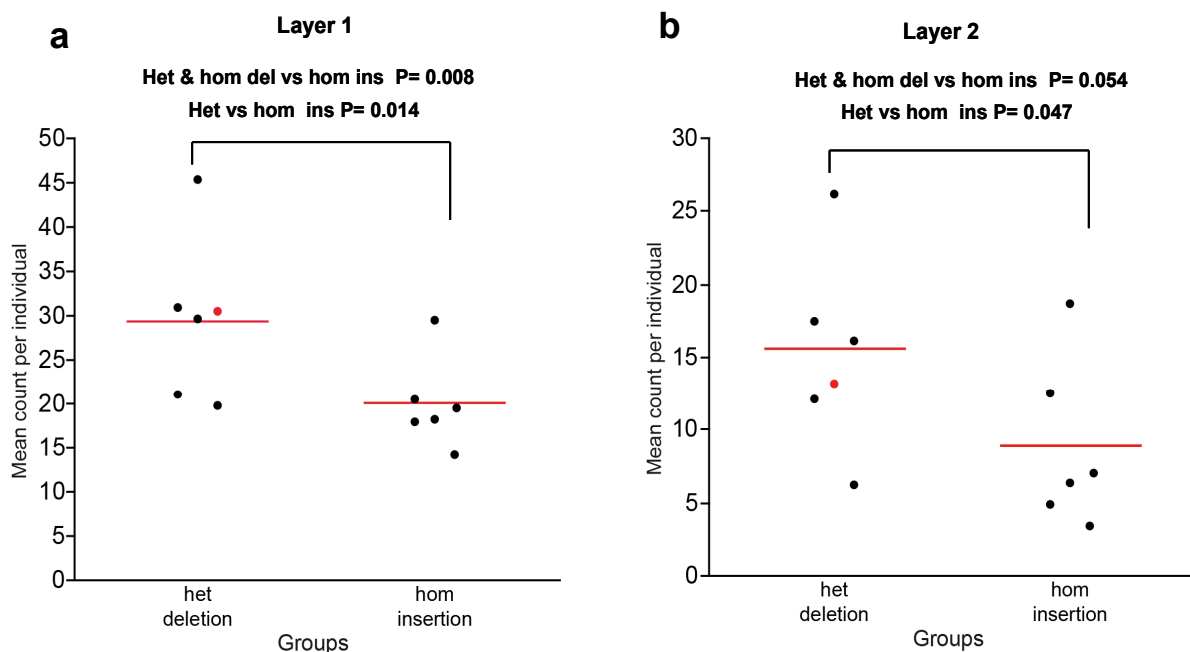 a
Layer 1
Het & hom del vs hom ins P= 0.008
Het vs hom ins P= 0.014
50
45
40
35
30
25
20
15
10
5
0
Mean count per individual
het
deletion
hom
insertion
Groups
b
Layer 2
Het & hom del vs hom ins P= 0.054
Het vs hom ins P= 0.047
30
25
20
15
10
5
0
Mean count per individual
het
deletion
hom
insertion
Groups